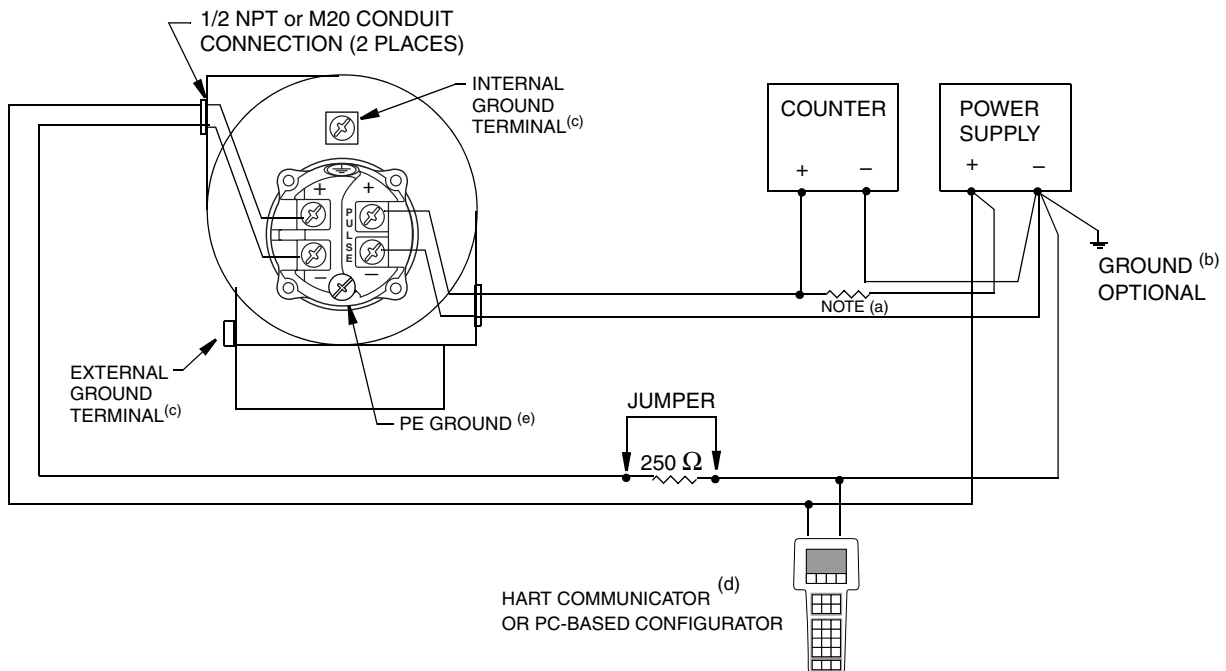 1/2 NPT or M20 CONDUIT
CONNECTION (2 PLACES)
INTERNAL
GROUND
TERMINAL(c)
COUNTER
+ −
POWER
SUPPLY
+ −
+ +
PULSE
− −
GROUND (b)
OPTIONAL
NOTE (a)
EXTERNAL
GROUND
TERMINAL(c)
PE GROUND (e)
JUMPER
250 Ω
HART COMMUNICATOR (d)
OR PC-BASED CONFIGURATOR